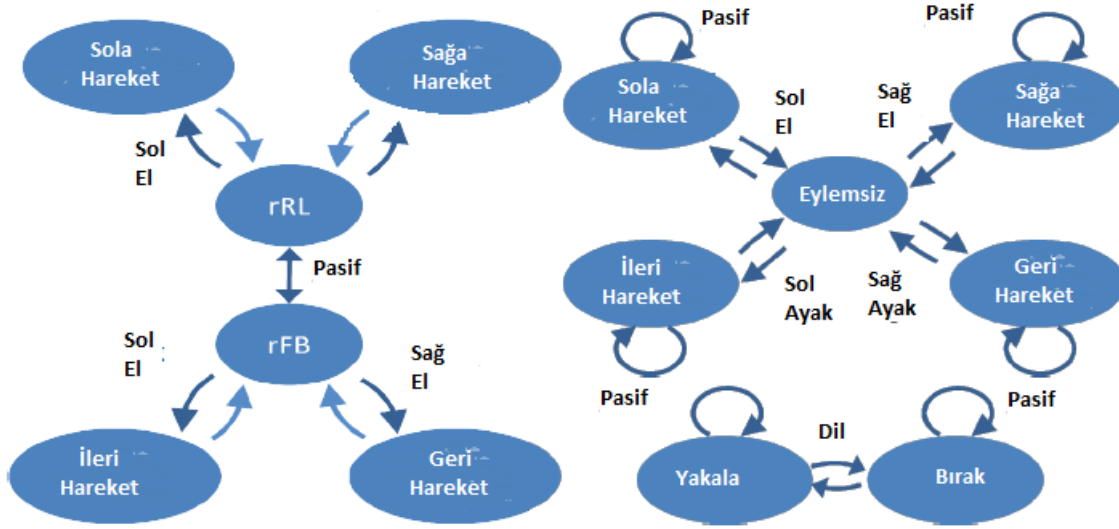 Sola
Hareket
Sağa
Hareket
Sol
El
rRL
Pasif
rFB
Sol
El
Sağ
El
İleri
Hareket
Geri
Hareket
Pasif
Pasif
Sola
Hareket
Sol
El
Sağ
El
Sağa
Hareket
Eylemsiz
İleri
Hareket
Sol
Ayak
Sağ
Ayak
Geri
Hareket
Pasif
Pasif
Dil
Yakala
Bırak